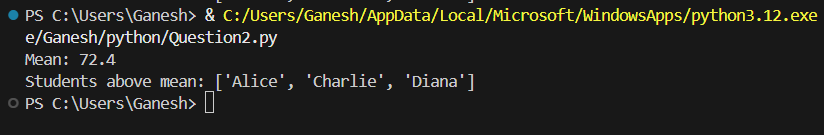 PS C:\Users\Ganesh> & C:/Users/Ganesh/AppData/Local/Microsoft/WindowsApps/python3.12.exe
e/Ganesh/python/Question2.py
Mean: 72.4
Students above mean: ['Alice', 'Charlie', 'Diana']
PS C:\Users\Ganesh>